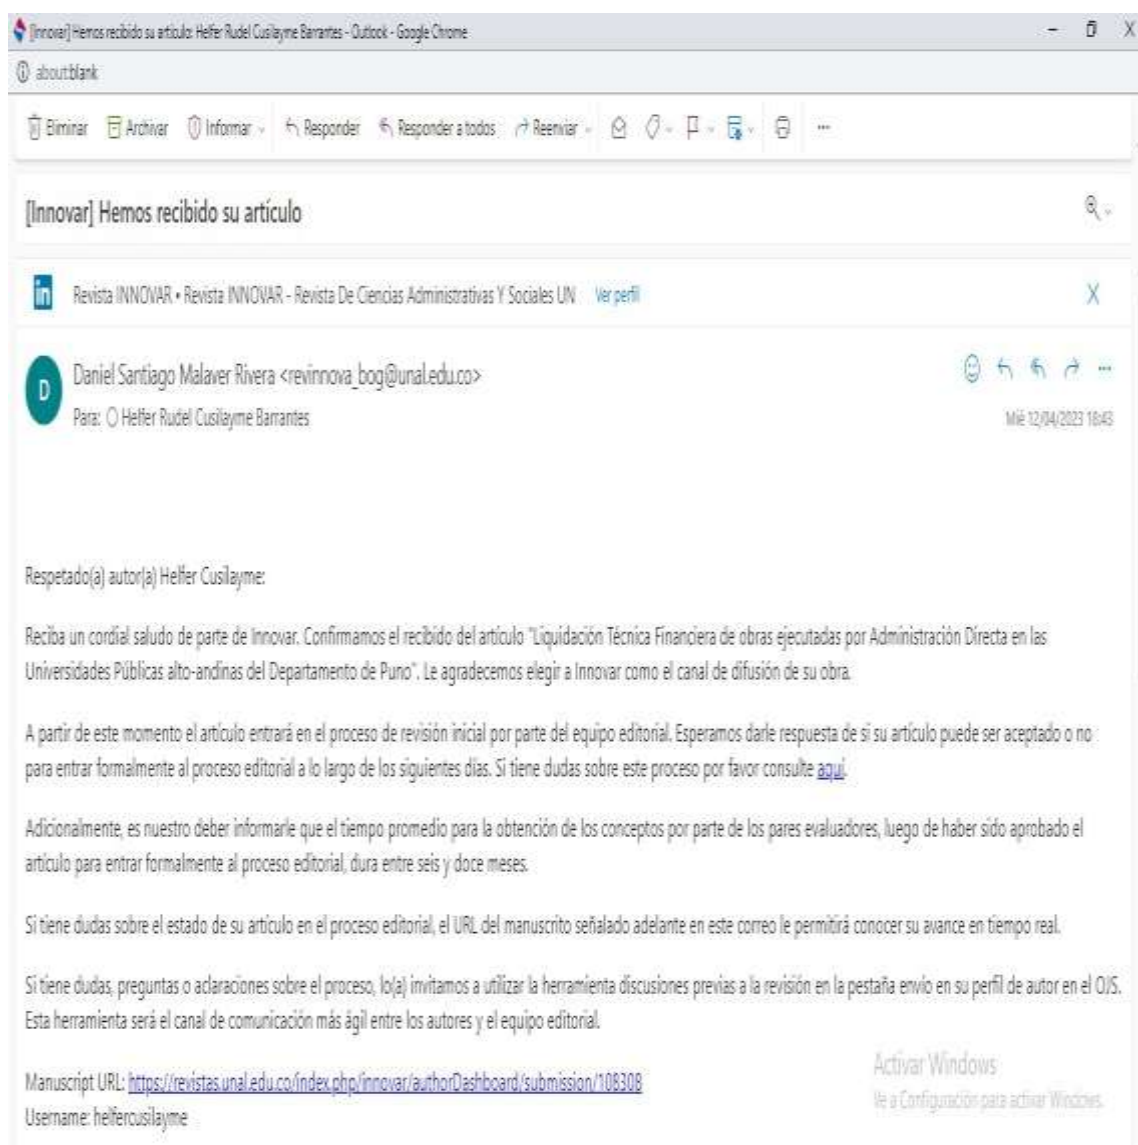 [Innovar] Hemos recibido su artículo: Helfer Rudel Cusilayme Barrantes - Outlook - Google Chrome
about:blank
Eliminar Archivar Informar Responder Responder a todos Reenviar
[Innovar] Hemos recibido su artículo
in Revista INNOVAR • Revista INNOVAR - Revista De Ciencias Administrativas Y Sociales UN Ver perfil
D
Daniel Santiago Malaver Rivera <revinnova_bog@unal.edu.co>
Para: Helfer Rudel Cusilayme Barrantes
Mié 12/04/2023 18:43
Respetado(a) autor(a) Helfer Cusilayme:
Reciba un cordial saludo de parte de Innovar. Confirmamos el recibido del artículo "Liquidación Técnica Financiera de obras ejecutadas por Administración Directa en las
Universidades Públicas alto-andinas del Departamento de Puno". Le agradecemos elegir a Innovar como el canal de difusión de su obra.
A partir de este momento el artículo entrará en el proceso de revisión inicial por parte del equipo editorial. Esperamos darle respuesta de si su artículo puede ser aceptado o no
para entrar formalmente al proceso editorial a lo largo de los siguientes días. Si tiene dudas sobre este proceso por favor consulte aquí.
Adicionalmente, es nuestro deber informarle que el tiempo promedio para la obtención de los conceptos por parte de los pares evaluadores, luego de haber sido aprobado el
artículo para entrar formalmente al proceso editorial, dura entre seis y doce meses.
Si tiene dudas sobre el estado de su artículo en el proceso editorial, el URL del manuscrito señalado adelante en este correo le permitirá conocer su avance en tiempo real.
Si tiene dudas, preguntas o aclaraciones sobre el proceso, lo(a) invitamos a utilizar la herramienta discusiones previas a la revisión en la pestaña envío en su perfil de autor en el OJS.
Esta herramienta será el canal de comunicación más ágil entre los autores y el equipo editorial.
Manuscript URL: https://revistas.unal.edu.co/index.php/innovar/authorDashboard/submission/108308
Username: helfercusilayme
Activar Windows
Ve a Configuración para activar Windows.